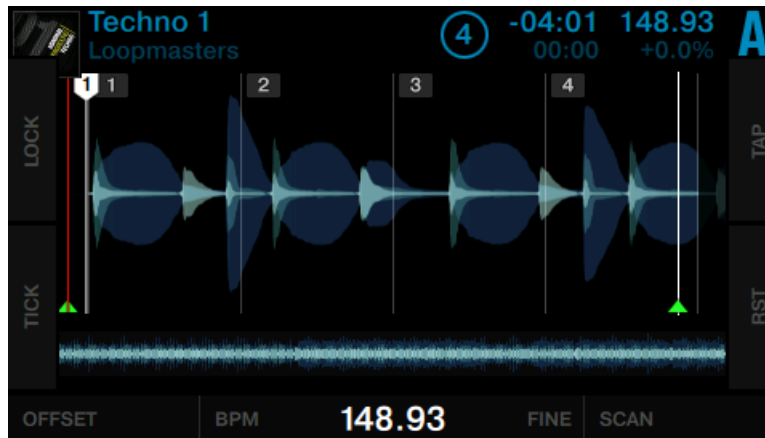 Techno 1
Loopmasters
4
-04:01 148.93
00:00 +0.0%
A
LOCK
TICK
TAP
RST
1 1 2 3 4
OFFSET BPM 148.93 FINE SCAN